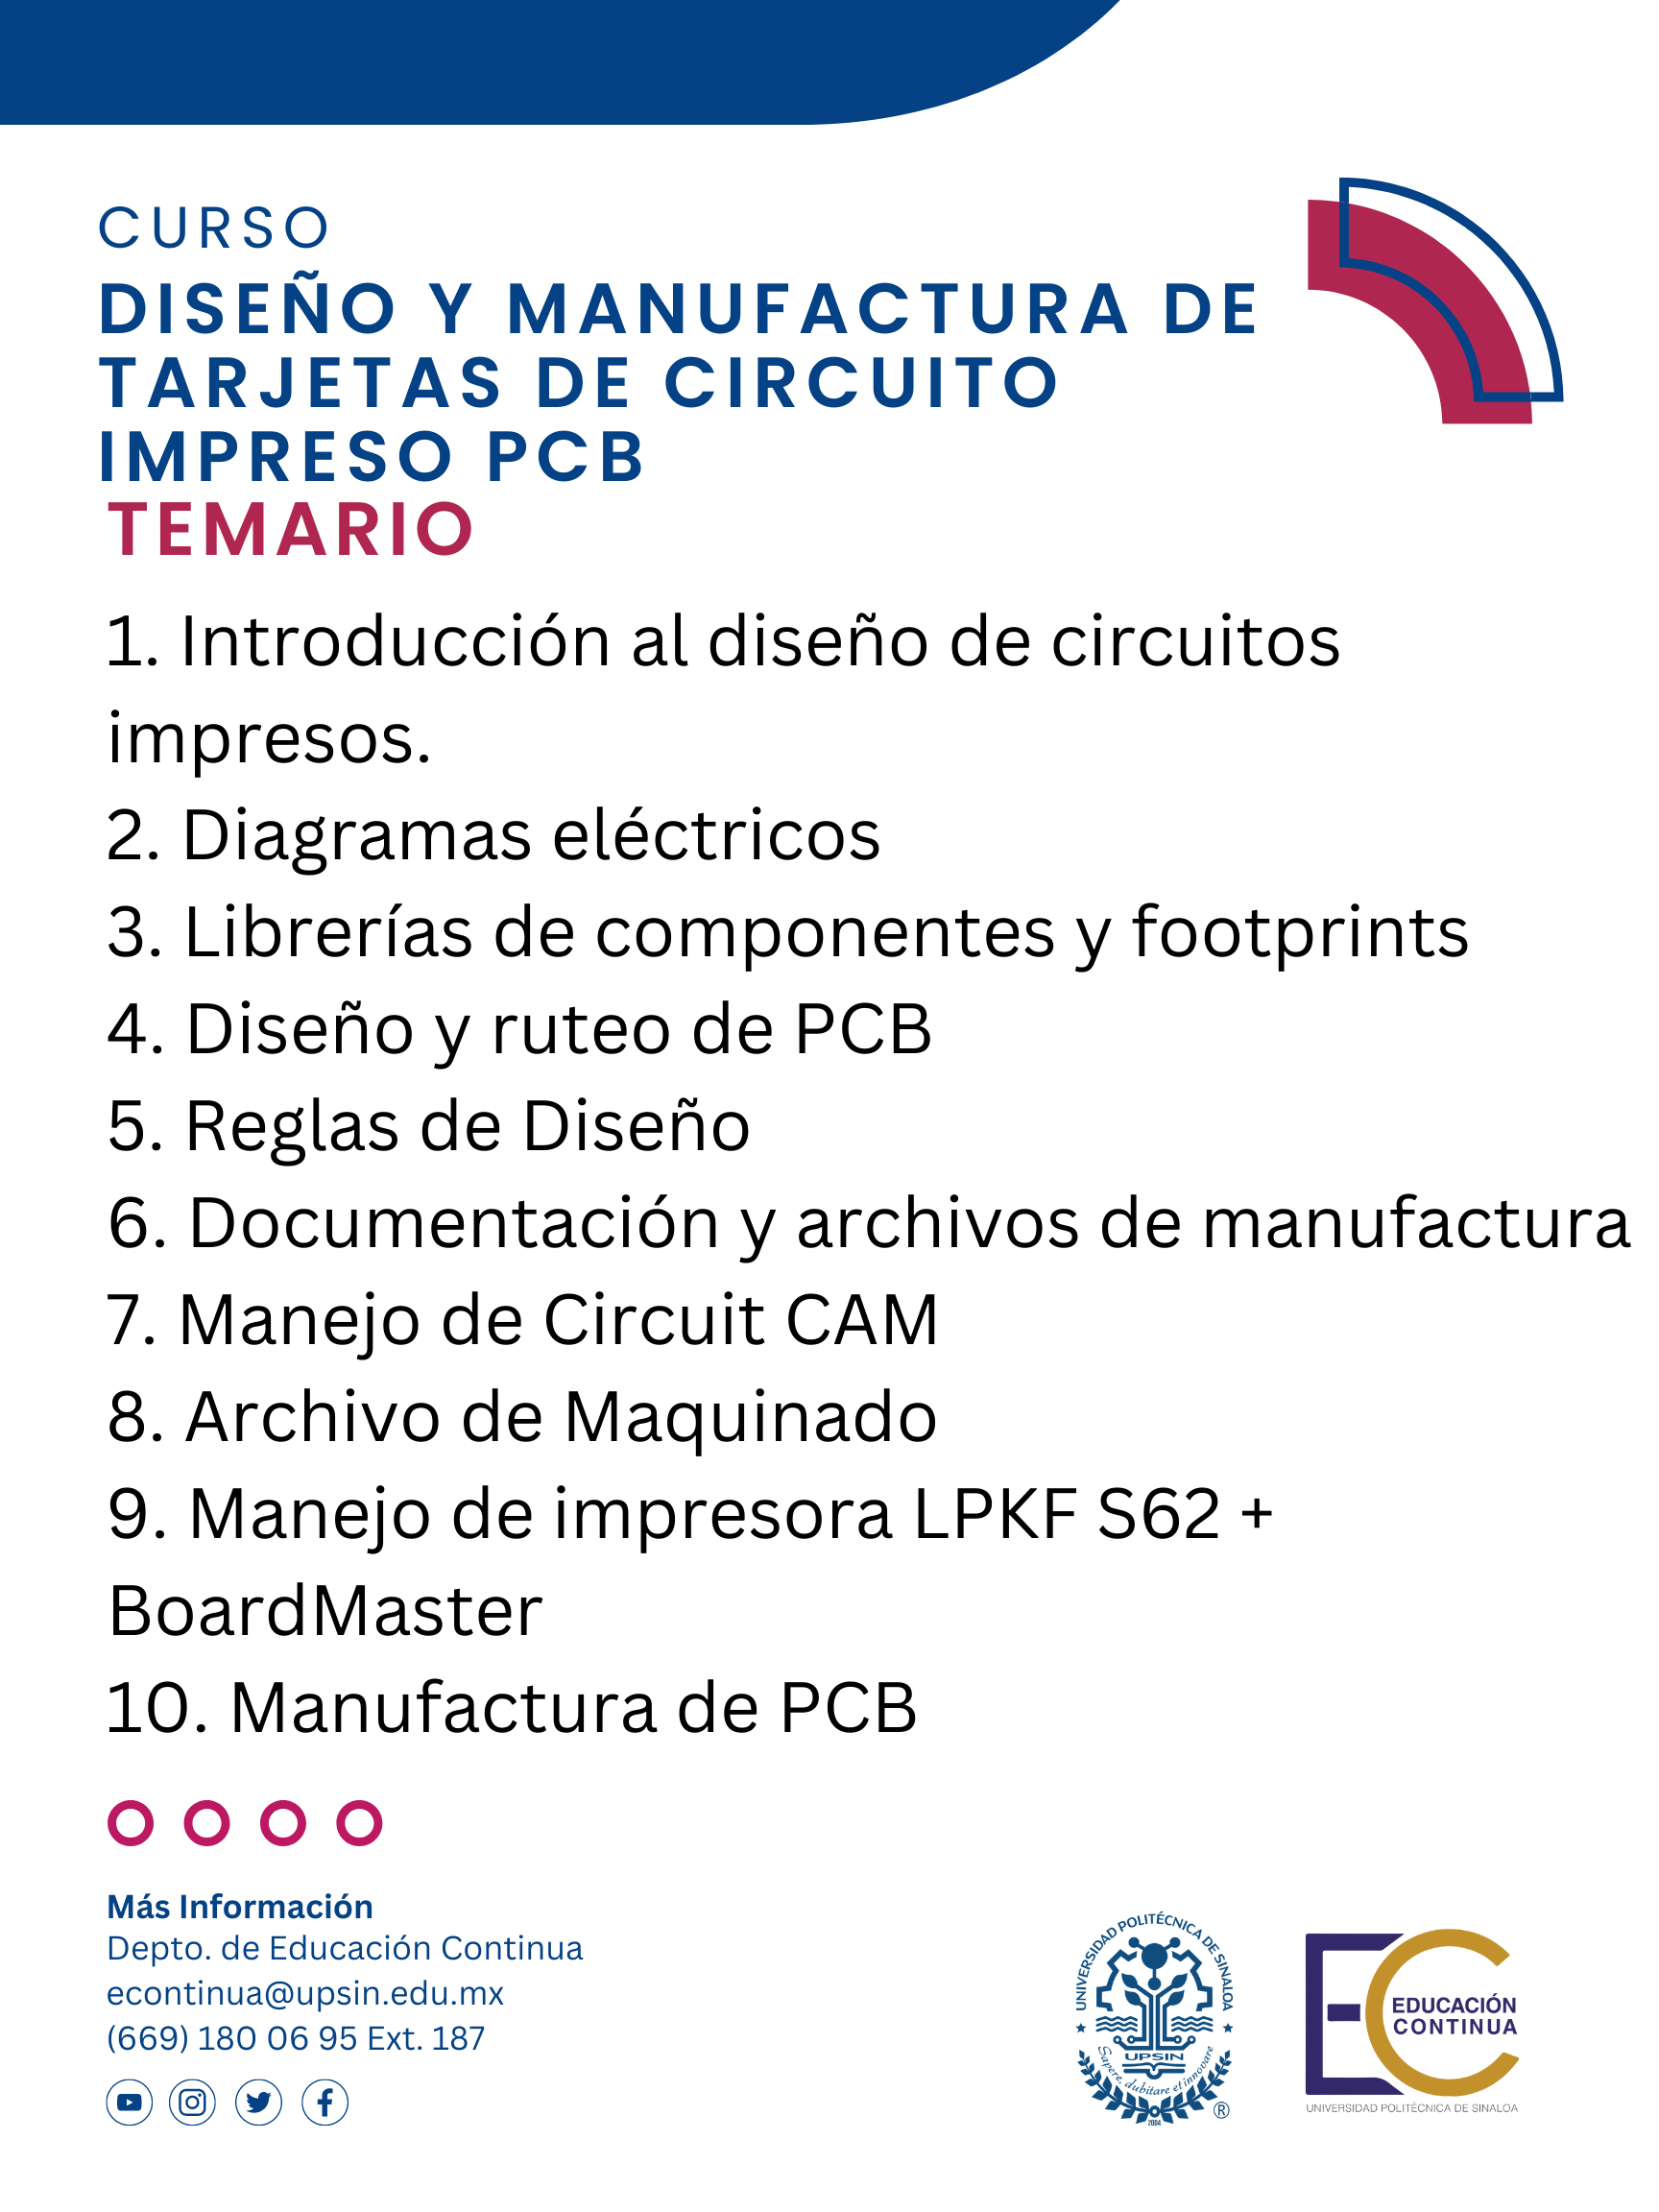 CURSO
DISEÑO Y MANUFACTURA DE
TARJETAS DE CIRCUITO
IMPRESO PCB
TEMARIO
1. Introducción al diseño de circuitos
impresos.
2. Diagramas eléctricos
3. Librerías de componentes y footprints
4. Diseño y ruteo de PCB
5. Reglas de Diseño
6. Documentación y archivos de manufactura
7. Manejo de Circuit CAM
8. Archivo de Maquinado
9. Manejo de impresora LPKF S62 +
BoardMaster
10. Manufactura de PCB
Más Información
Depto. de Educación Continua
econtinua@upsin.edu.mx
(669) 180 06 95 Ext. 187
UNIVERSIDAD POLITÉCNICA DE SINALOA
UPSIN
Sapere, dubitare et innovare
2004
®
EC
EDUCACIÓN
CONTINUA
UNIVERSIDAD POLITÉCNICA DE SINALOA